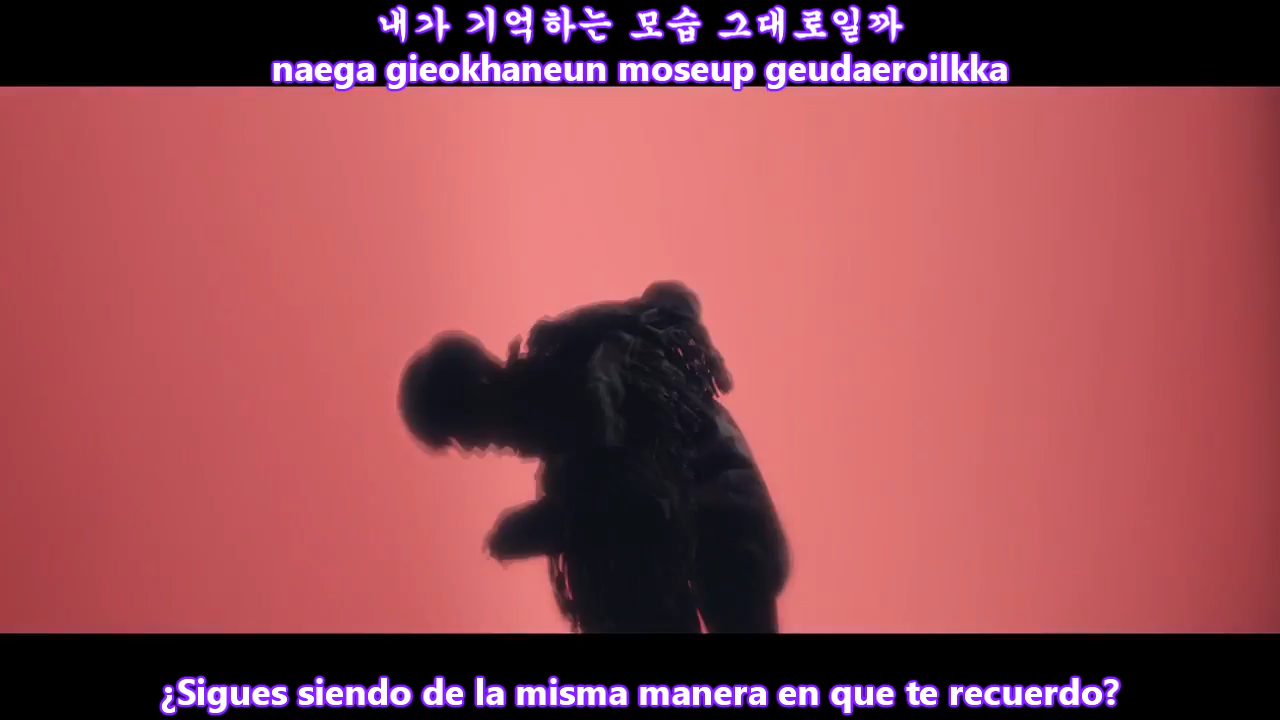 내가 기억하는 모습 그대로일까
naega gieokhaneun moseup geudaeroilkka
¿Sigues siendo de la misma manera en que te recuerdo?